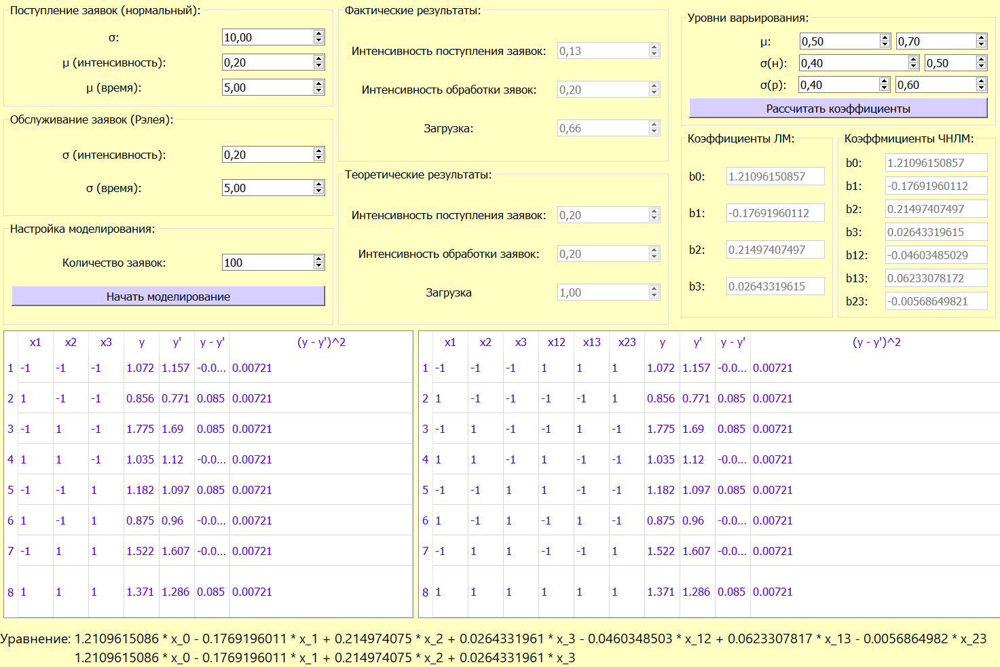 Поступление заявок (нормальный):
σ: 10,00
μ (интенсивность): 0,20
μ (время): 5,00
Обслуживание заявок (Рэлея):
σ (интенсивность): 0,20
σ (время): 5,00
Настройка моделирования:
Количество заявок: 100
Начать моделирование
Фактические результаты:
Интенсивность поступления заявок: 0,13
Интенсивность обработки зявок: 0,20
Загрузка: 0,66
Теоретические результаты:
Интенсивность поступления заявок: 0,20
Интенсивность обработки заявок: 0,20
Загрузка 1,00
Уровни варьирования:
μ: 0,50 0,70
σ(н): 0,40 0,50
σ(р): 0,40 0,60
Рассчитать коэффициенты
Коэффициенты ЛМ:
b0: 1.21096150857
b1: -0.17691960112
b2: 0.21497407497
b3: 0.02643319615
Коэффмициенты ЧНЛМ:
b0: 1.21096150857
b1: -0.17691960112
b2: 0.21497407497
b3: 0.02643319615
b12: -0.04603485029
b13: 0.06233078172
b23: -0.00568649821
x1 x2 x3 y y' y - y' (y - y')^2
1 -1 -1 -1 1.072 1.157 -0.0... 0.00721
2 1 -1 -1 0.856 0.771 0.085 0.00721
3 -1 1 -1 1.775 1.69 0.085 0.00721
4 1 1 -1 1.035 1.12 -0.0... 0.00721
5 -1 -1 1 1.182 1.097 0.085 0.00721
6 1 -1 1 0.875 0.96 -0.0... 0.00721
7 -1 1 1 1.522 1.607 -0.0... 0.00721
8 1 1 1 1.371 1.286 0.085 0.00721
x1 x2 x3 x12 x13 x23 y y' y - y' (y - y')^2
1 -1 -1 -1 1 1 1 1.072 1.157 -0.0... 0.00721
2 1 -1 -1 -1 -1 1 0.856 0.771 0.085 0.00721
3 -1 1 -1 -1 1 -1 1.775 1.69 0.085 0.00721
4 1 1 -1 1 -1 -1 1.035 1.12 -0.0... 0.00721
5 -1 -1 1 1 -1 -1 1.182 1.097 0.085 0.00721
6 1 -1 1 -1 1 -1 0.875 0.96 -0.0... 0.00721
7 -1 1 1 -1 -1 1 1.522 1.607 -0.0... 0.00721
8 1 1 1 1 1 1 1.371 1.286 0.085 0.00721
Уравнение: 1.2109615086 * x_0 - 0.1769196011 * x_1 + 0.214974075 * x_2 + 0.0264331961 * x_3 - 0.0460348503 * x_12 + 0.0623307817 * x_13 - 0.0056864982 * x_23
1.2109615086 * x_0 - 0.1769196011 * x_1 + 0.214974075 * x_2 + 0.0264331961 * x_3